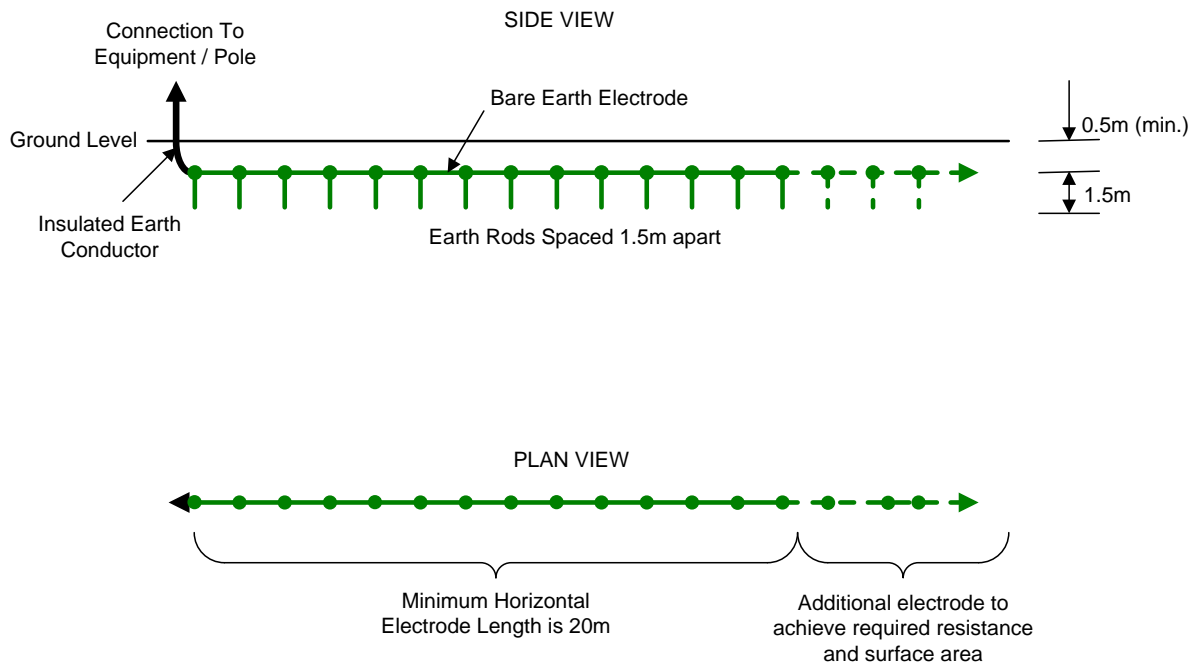 SIDE VIEW
Connection To
Equipment / Pole
Bare Earth Electrode
Ground Level
0.5m (min.)
1.5m
Insulated Earth
Conductor
Earth Rods Spaced 1.5m apart
PLAN VIEW
Minimum Horizontal
Electrode Length is 20m
Additional electrode to
achieve required resistance
and surface area